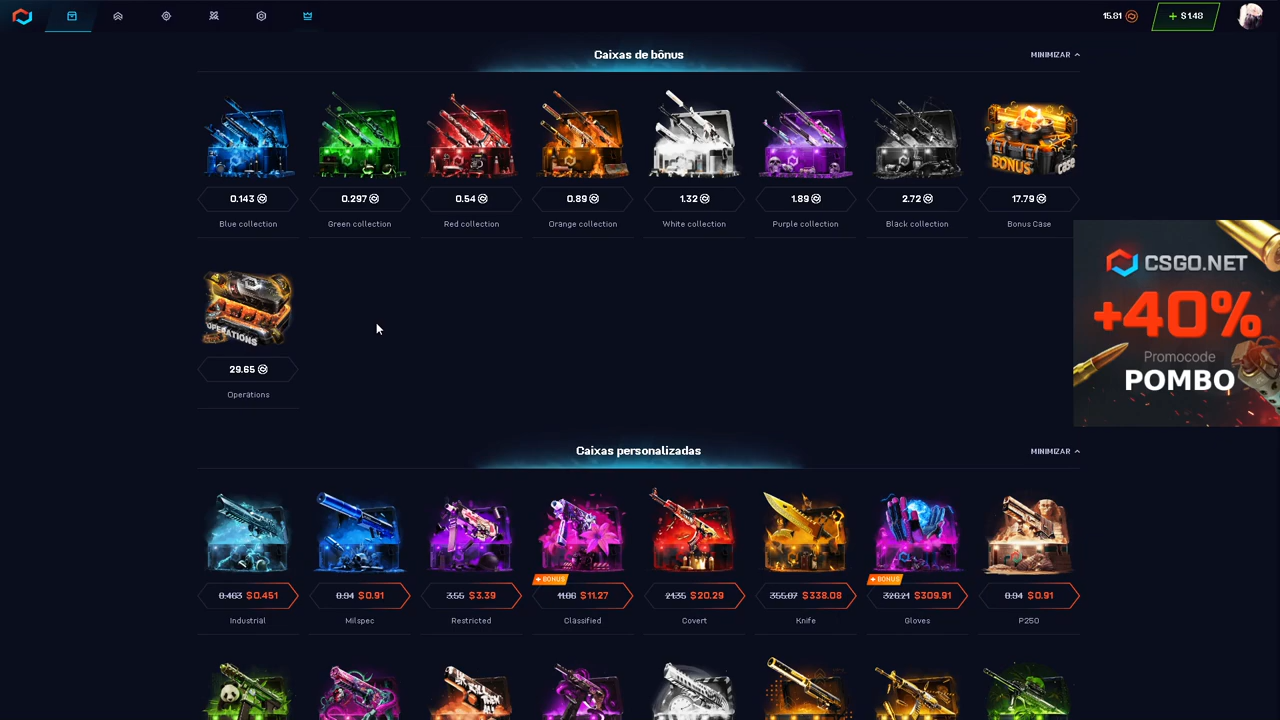 15.81
+ $ 1.48
Caixas de bônus
MINIMIZAR
BONUS CASE
0.143
0.297
0.54
0.89
1.32
1.89
2.72
17.79
Blue collection
Green collection
Red collection
Orange collection
White collection
Purple collection
Black collection
Bonus Case
CSGO.NET
+40%
Promocode
POMBO
OPERATIONS
29.65
Operations
Caixas personalizadas
MINIMIZAR
+ BONUS
+ BONUS
0.463 $0.451
0.94 $0.91
3.55 $3.39
11.86 $11.27
21.35 $20.29
355.87 $338.08
326.21 $309.91
0.94 $0.91
Industrial
Milspec
Restricted
Classified
Covert
Knife
Gloves
P250